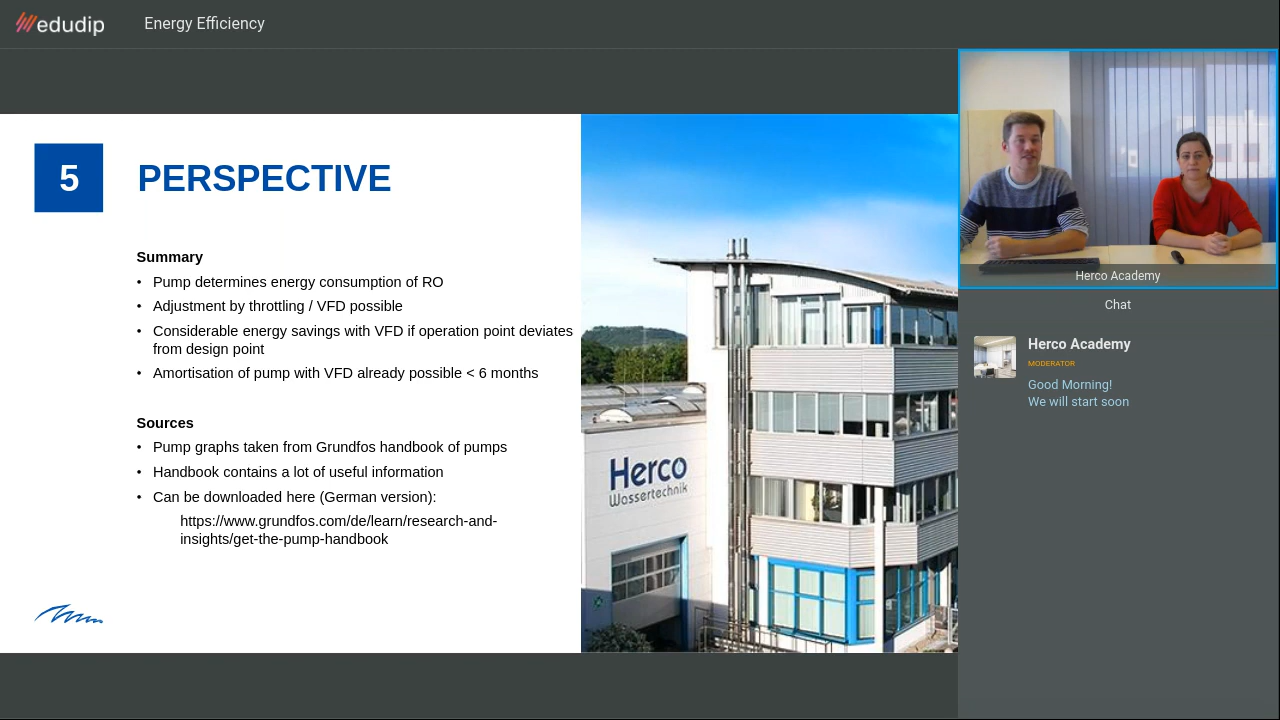 edudip
Energy Efficiency
5
PERSPECTIVE
Summary
• Pump determines energy consumption of RO
• Adjustment by throttling / VFD possible
• Considerable energy savings with VFD if operation point deviates
from design point
• Amortisation of pump with VFD already possible < 6 months
Sources
• Pump graphs taken from Grundfos handbook of pumps
• Handbook contains a lot of useful information
• Can be downloaded here (German version):
https://www.grundfos.com/de/learn/research-and-
insights/get-the-pump-handbook
Herco
Wassertechnik
Herco Academy
Chat
Herco Academy
MODERATOR
Good Morning!
We will start soon